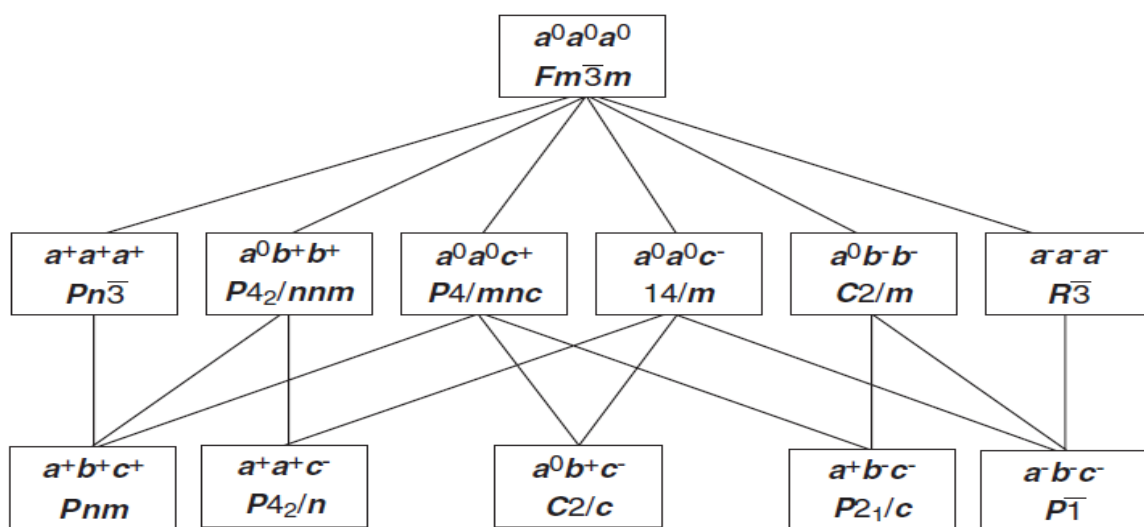 a⁰a⁰a⁰
Fm3̅m
a⁺a⁺a⁺
Pn3̅
a⁰b⁺b⁺
P4₂/nnm
a⁰a⁰c⁺
P4/mnc
a⁰a⁰c⁻
14/m
a⁰b⁻b⁻
C2/m
a⁻a⁻a⁻
R3̅
a⁺b⁺c⁺
Pnm
a⁺a⁺c⁻
P4₂/n
a⁰b⁺c⁻
C2/c
a⁺b⁻c⁻
P2₁/c
a⁻b⁻c⁻
P1̅